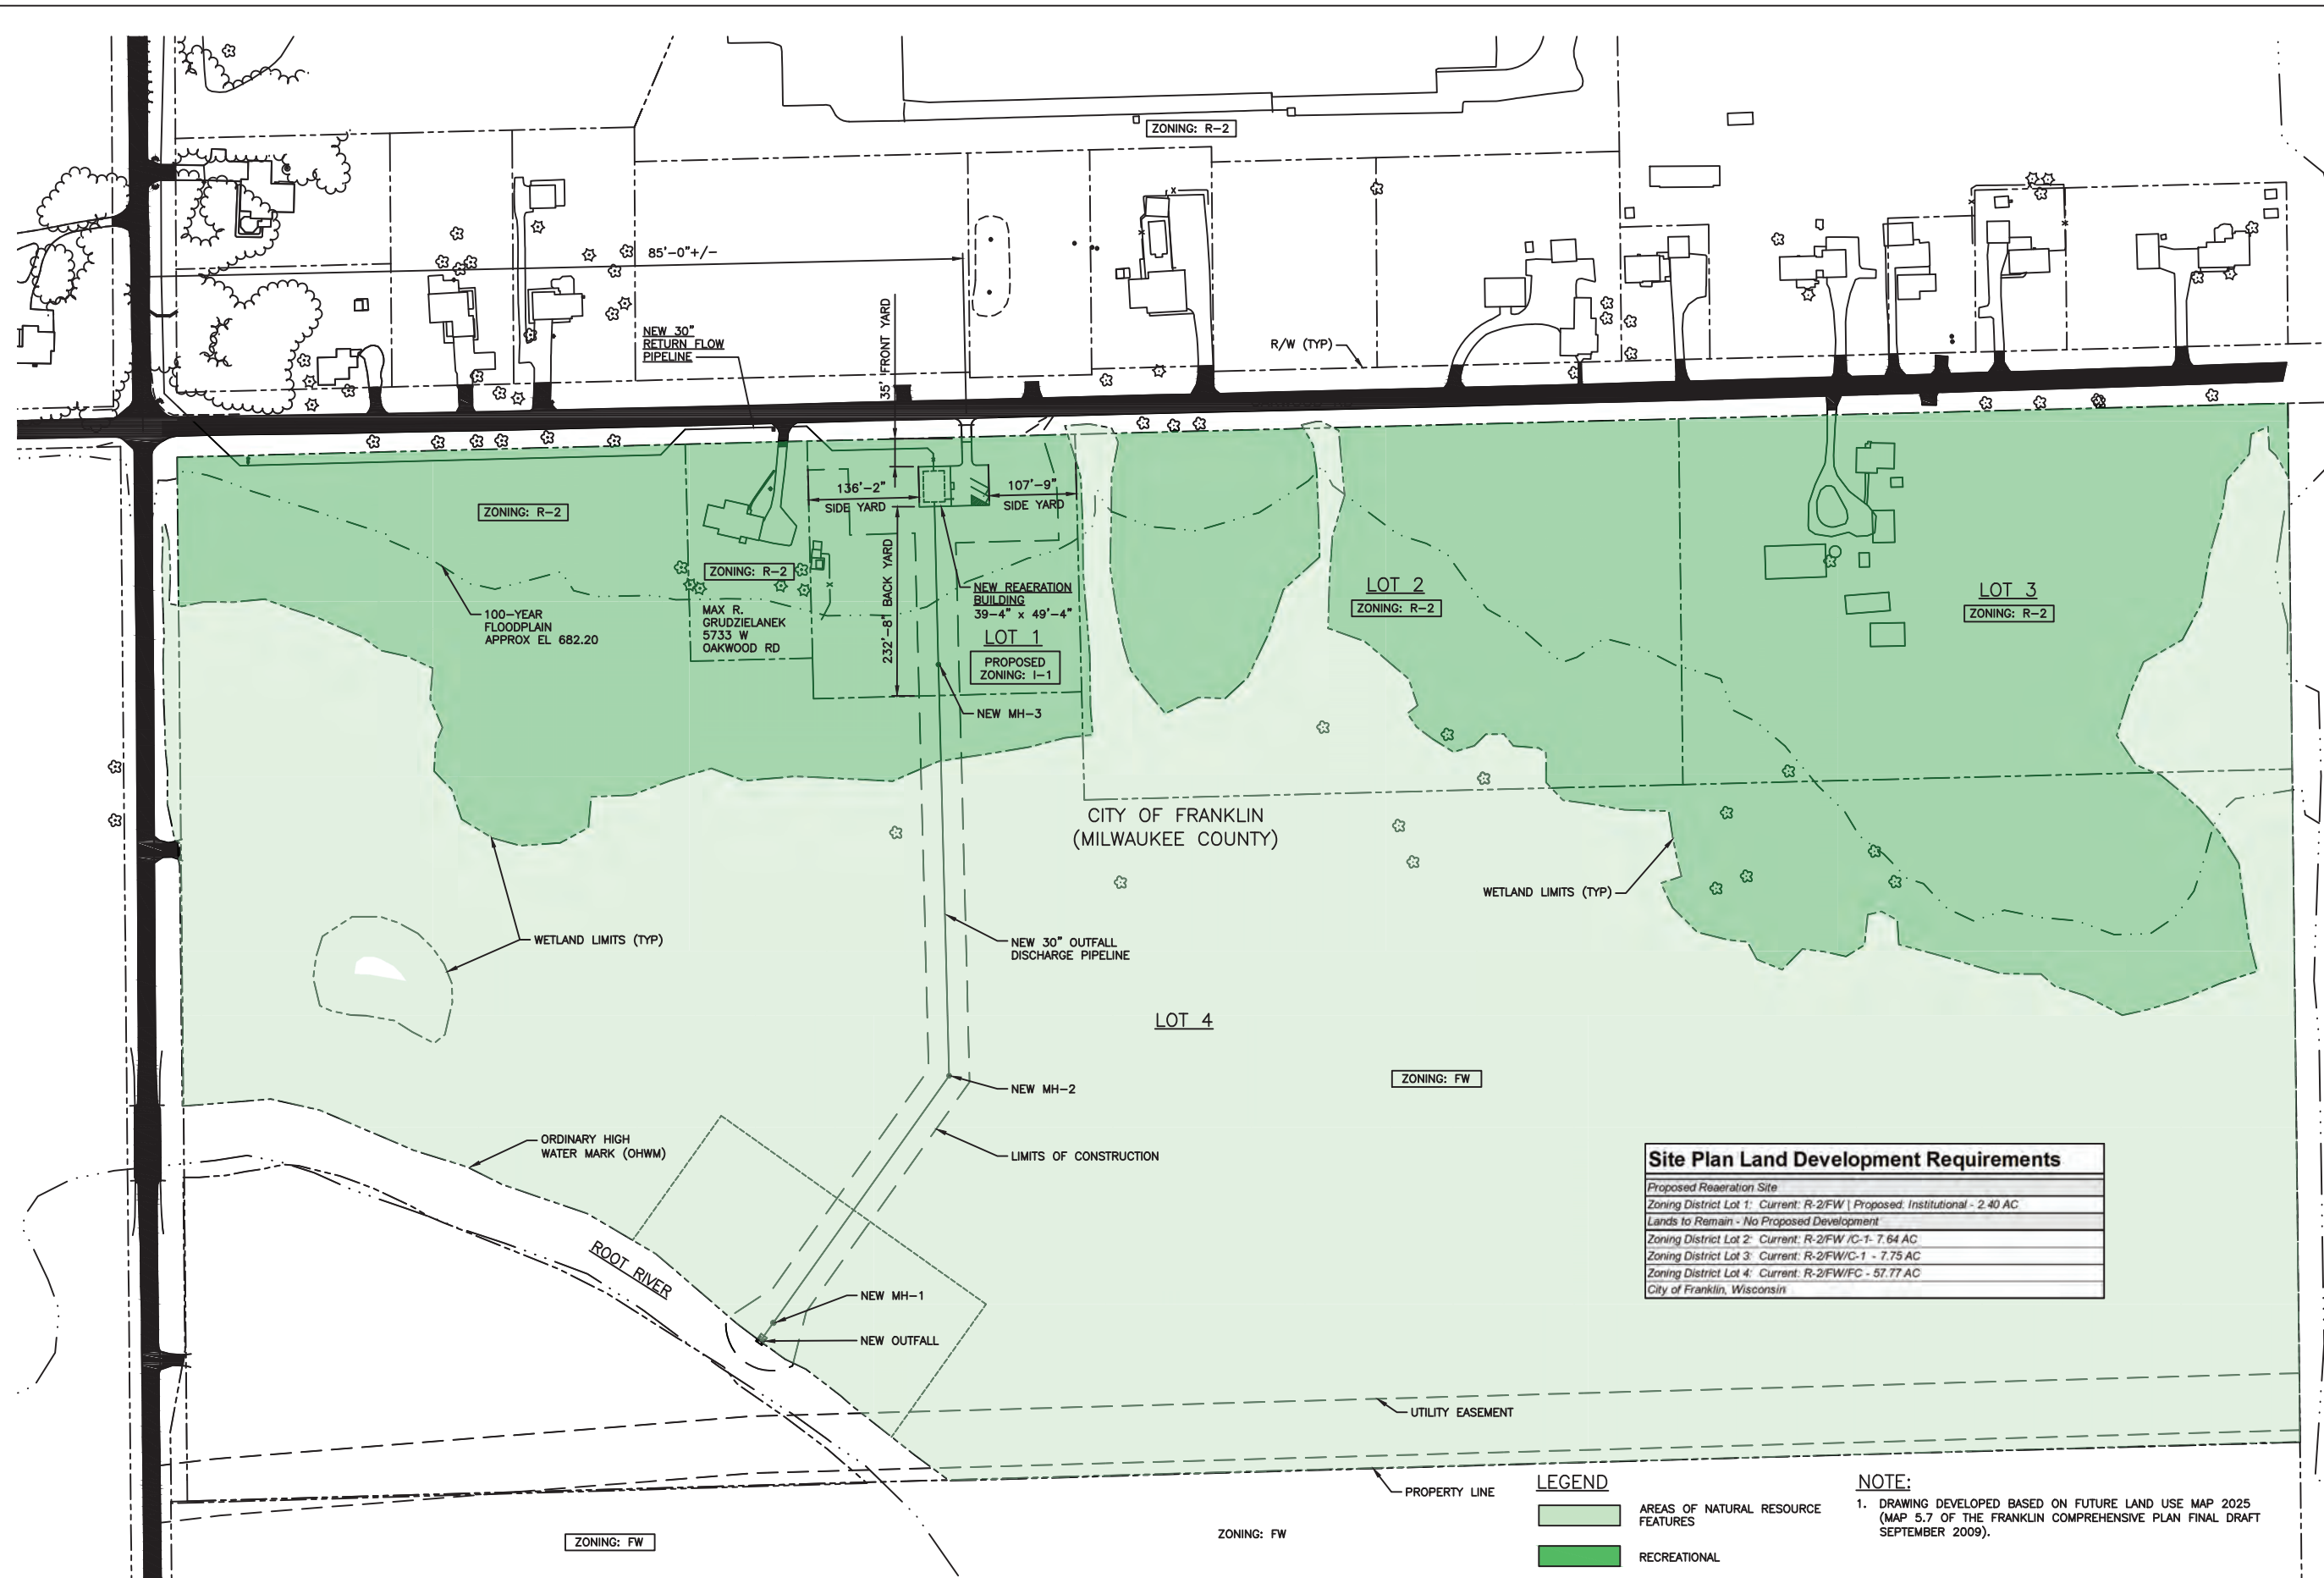 ZONING: R-2
85'-0"+/-
35' FRONT YARD
NEW 30"
RETURN FLOW
PIPELINE
R/W (TYP)
136'-2"
SIDE YARD
107'-9"
SIDE YARD
ZONING: R-2
ZONING: R-2
232'-8" BACK YARD
NEW REAERATION
BUILDING
39-4" x 49'-4"
LOT 1
PROPOSED
ZONING: I-1
LOT 2
ZONING: R-2
LOT 3
ZONING: R-2
100-YEAR
FLOODPLAIN
APPROX EL 682.20
MAX R.
GRUDZIELANEK
5733 W
OAKWOOD RD
NEW MH-3
CITY OF FRANKLIN
(MILWAUKEE COUNTY)
WETLAND LIMITS (TYP)
WETLAND LIMITS (TYP)
NEW 30" OUTFALL
DISCHARGE PIPELINE
LOT 4
NEW MH-2
ZONING: FW
ORDINARY HIGH
WATER MARK (OHWM)
LIMITS OF CONSTRUCTION
ROOT RIVER
NEW MH-1
NEW OUTFALL
Site Plan Land Development Requirements
Proposed Reaeration Site
Zoning District Lot 1: Current: R-2/FW | Proposed: Institutional - 2.40 AC
Lands to Remain - No Proposed Development
Zoning District Lot 2: Current: R-2/FW /C-1- 7.64 AC
Zoning District Lot 3: Current: R-2/FW/C-1 - 7.75 AC
Zoning District Lot 4: Current: R-2/FW/FC - 57.77 AC
City of Franklin, Wisconsin
UTILITY EASEMENT
PROPERTY LINE
ZONING: FW
ZONING: FW
LEGEND
AREAS OF NATURAL RESOURCE
FEATURES
RECREATIONAL
NOTE:
1. DRAWING DEVELOPED BASED ON FUTURE LAND USE MAP 2025
(MAP 5.7 OF THE FRANKLIN COMPREHENSIVE PLAN FINAL DRAFT
SEPTEMBER 2009).